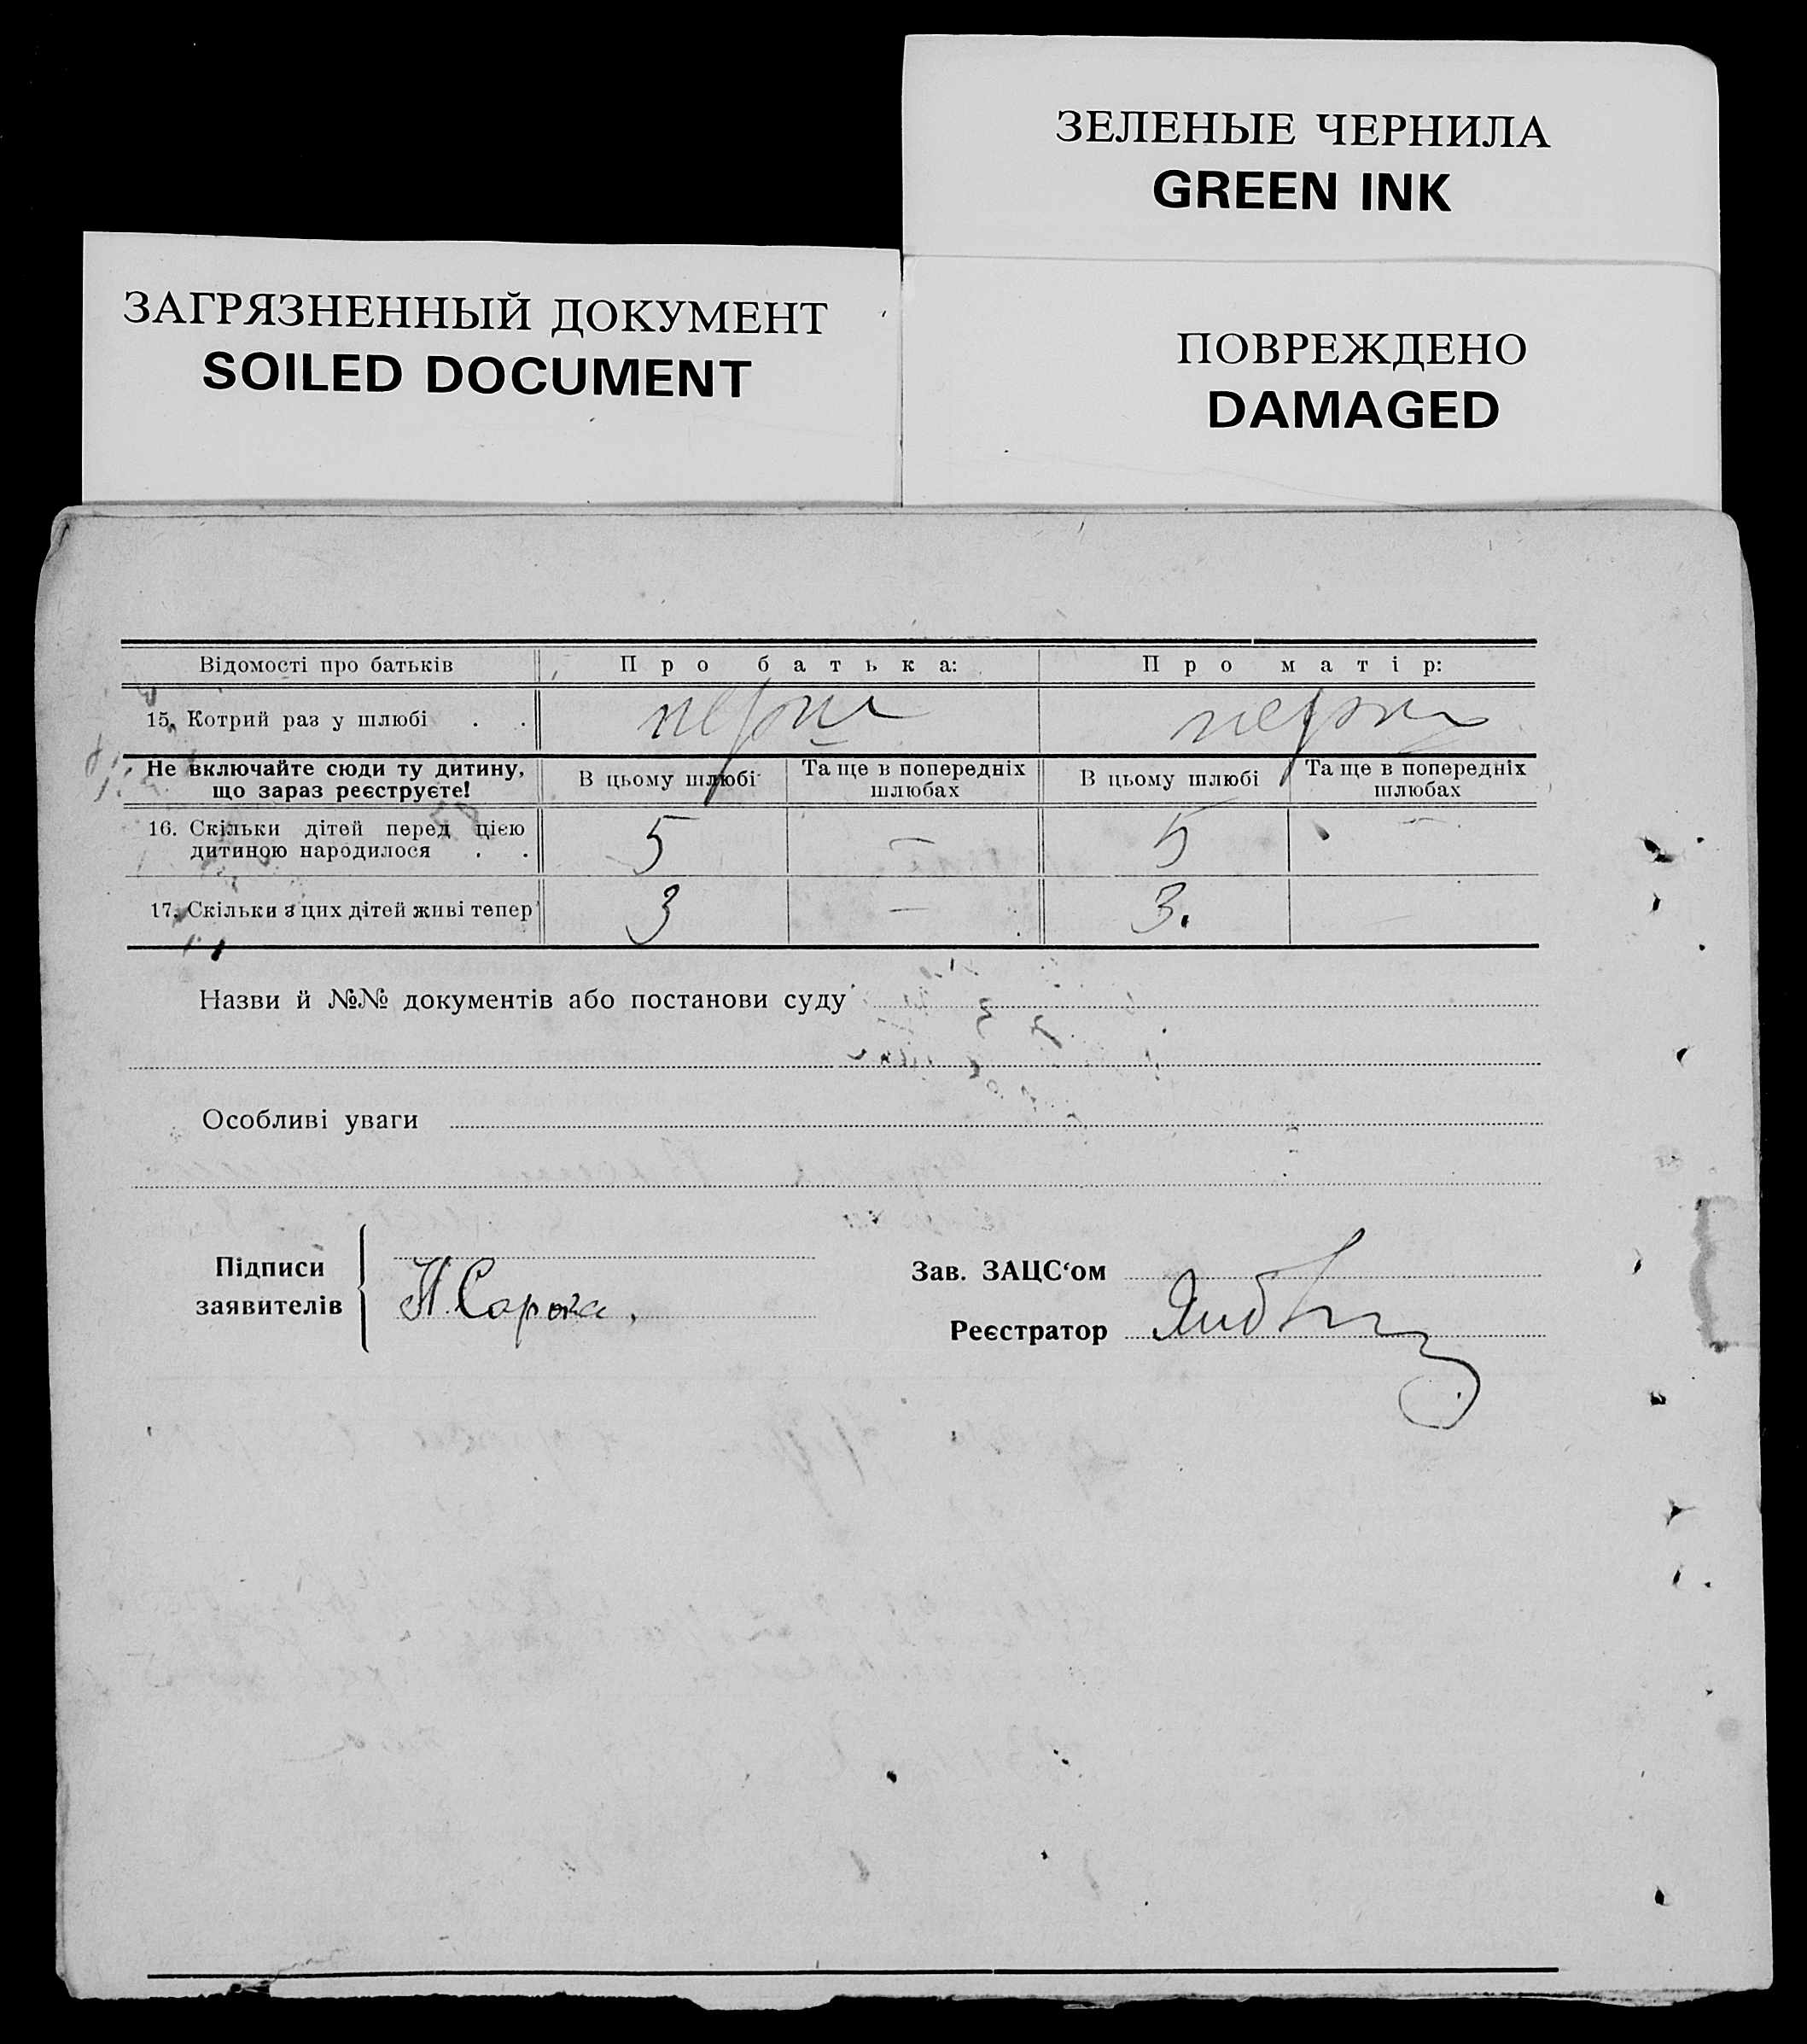 ЗЕЛЕНЫЕ ЧЕРНИЛА
GREEN INK
ЗАГРЯЗНЕННЫЙ ДОКУМЕНТ
SOILED DOCUMENT
ПОВРЕЖДЕНО
DAMAGED
Відомості про батьків Про батька: Про матір:
15. Котрий раз у шлюбі . . перши перши
Не включайте сюди ту дитину, що зараз реєструєте! В цьому шлюбі Та ще в попередніх шлюбах В цьому шлюбі Та ще в попередніх шлюбах
16. Скільки дітей перед цією
дитиною народилося . . 5 — 5 —
17. Скільки з цих дітей живі тепер 3 — 3. —
Назви й №№ документів або постанови суду
Особливі уваги
Підписи
заявителів Н. Сорока.
Зав. ЗАЦС‘ом
Реєстратор